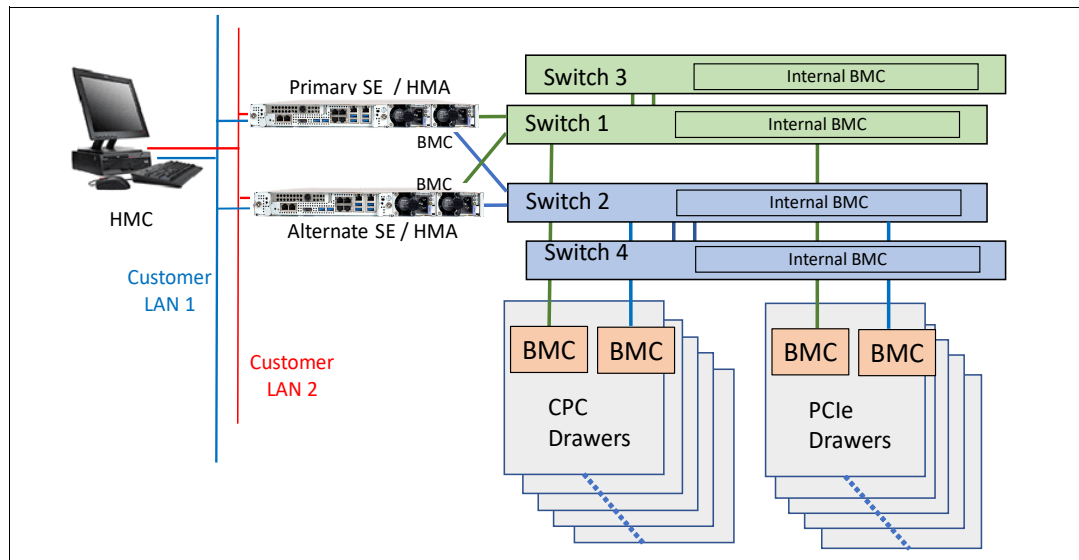 Switch 3
Internal BMC
Primary SE / HMA
Switch 1
Internal BMC
BMC
BMC
Switch 2
Internal BMC
HMC
Alternate SE / HMA
Switch 4
Internal BMC
Customer
LAN 1
BMC
BMC
BMC
BMC
Customer
LAN 2
CPC
Drawers
PCIe
Drawers